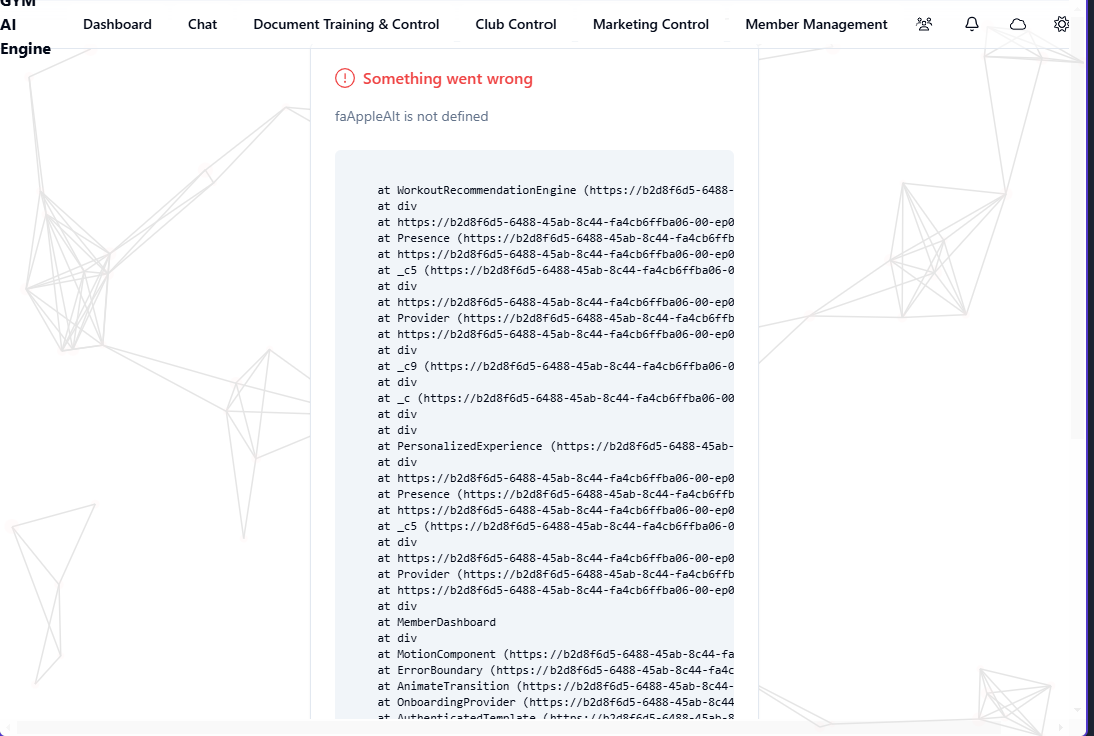 GYM
AI
Engine
Dashboard
Chat
Document Training & Control
Club Control
Marketing Control
Member Management
Something went wrong
faAppleAlt is not defined
at WorkoutRecommendationEngine (https://b2d8f6d5-6488-
at div
at https://b2d8f6d5-6488-45ab-8c44-fa4cb6ffba06-00-ep0
at Presence (https://b2d8f6d5-6488-45ab-8c44-fa4cb6ffb
at https://b2d8f6d5-6488-45ab-8c44-fa4cb6ffba06-00-ep0
at _c5 (https://b2d8f6d5-6488-45ab-8c44-fa4cb6ffba06-0
at div
at https://b2d8f6d5-6488-45ab-8c44-fa4cb6ffba06-00-ep0
at Provider (https://b2d8f6d5-6488-45ab-8c44-fa4cb6ffb
at https://b2d8f6d5-6488-45ab-8c44-fa4cb6ffba06-00-ep0
at div
at _c9 (https://b2d8f6d5-6488-45ab-8c44-fa4cb6ffba06-0
at div
at _c (https://b2d8f6d5-6488-45ab-8c44-fa4cb6ffba06-00
at div
at div
at PersonalizedExperience (https://b2d8f6d5-6488-45ab-
at div
at https://b2d8f6d5-6488-45ab-8c44-fa4cb6ffba06-00-ep0
at Presence (https://b2d8f6d5-6488-45ab-8c44-fa4cb6ffb
at https://b2d8f6d5-6488-45ab-8c44-fa4cb6ffba06-00-ep0
at _c5 (https://b2d8f6d5-6488-45ab-8c44-fa4cb6ffba06-0
at div
at https://b2d8f6d5-6488-45ab-8c44-fa4cb6ffba06-00-ep0
at Provider (https://b2d8f6d5-6488-45ab-8c44-fa4cb6ffb
at https://b2d8f6d5-6488-45ab-8c44-fa4cb6ffba06-00-ep0
at div
at MemberDashboard
at div
at MotionComponent (https://b2d8f6d5-6488-45ab-8c44-fa
at ErrorBoundary (https://b2d8f6d5-6488-45ab-8c44-fa4c
at AnimateTransition (https://b2d8f6d5-6488-45ab-8c44-
at OnboardingProvider (https://b2d8f6d5-6488-45ab-8c44
at AuthenticatedTemplate (https://b2d8f6d5-6488-45ab-8